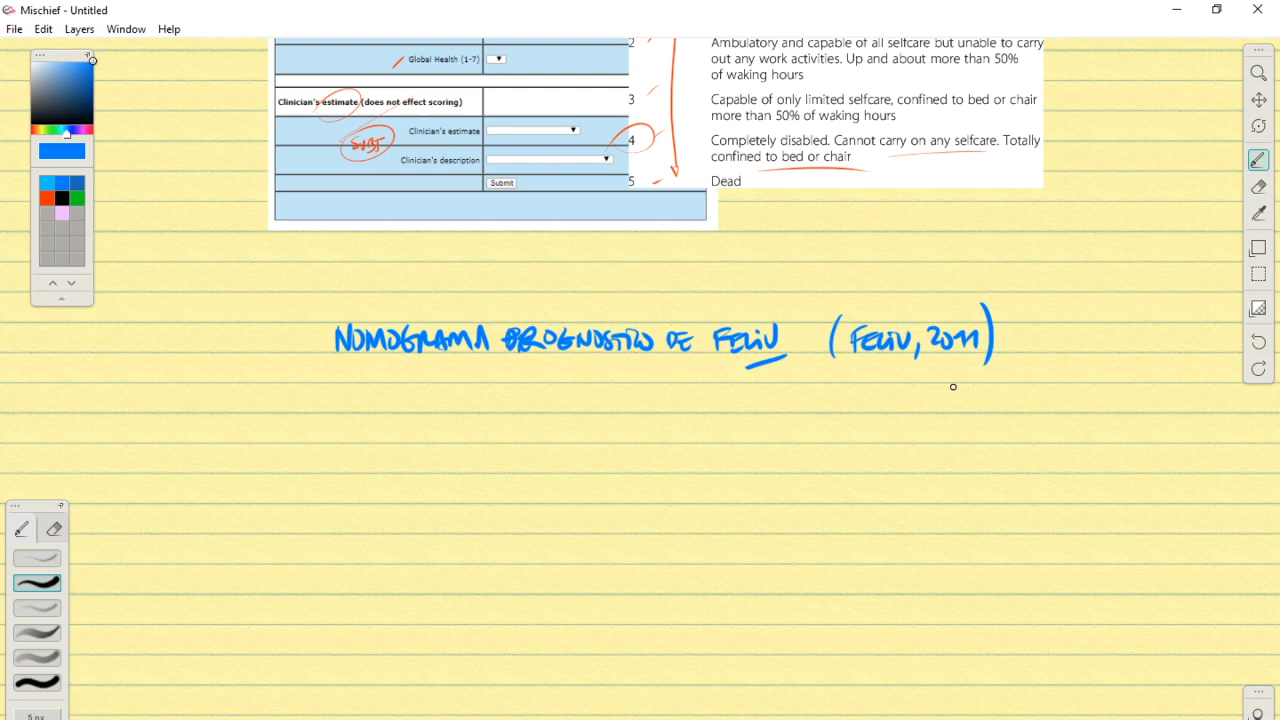 Mischief - Untitled
File Edit Layers Window Help
Global Health (1-7)
Clinician's estimate (does not effect scoring)
Clinician's estimate
SUBJ
Clinician's description
Submit
2 Ambulatory and capable of all selfcare but unable to carry
out any work activities. Up and about more than 50%
of waking hours
3 Capable of only limited selfcare, confined to bed or chair
more than 50% of waking hours
4 Completely disabled. Cannot carry on any selfcare. Totally
confined to bed or chair
5 Dead
NOMOGRAMA PROGNOSTICO DE FELIU (FELIU, 2011)
5 px